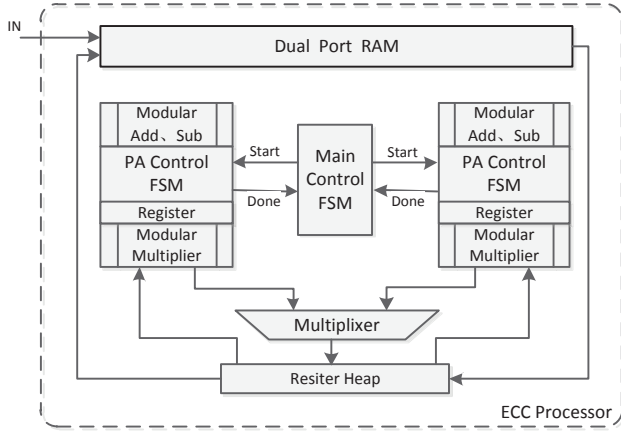 IN
Dual Port RAM
Modular
Add、Sub
PA Control
FSM
Register
Modular
Multiplier
Start
Done
Main
Control
FSM
Start
Done
Modular
Add、Sub
PA Control
FSM
Register
Modular
Multiplier
Multiplixer
Resiter Heap
ECC Processor